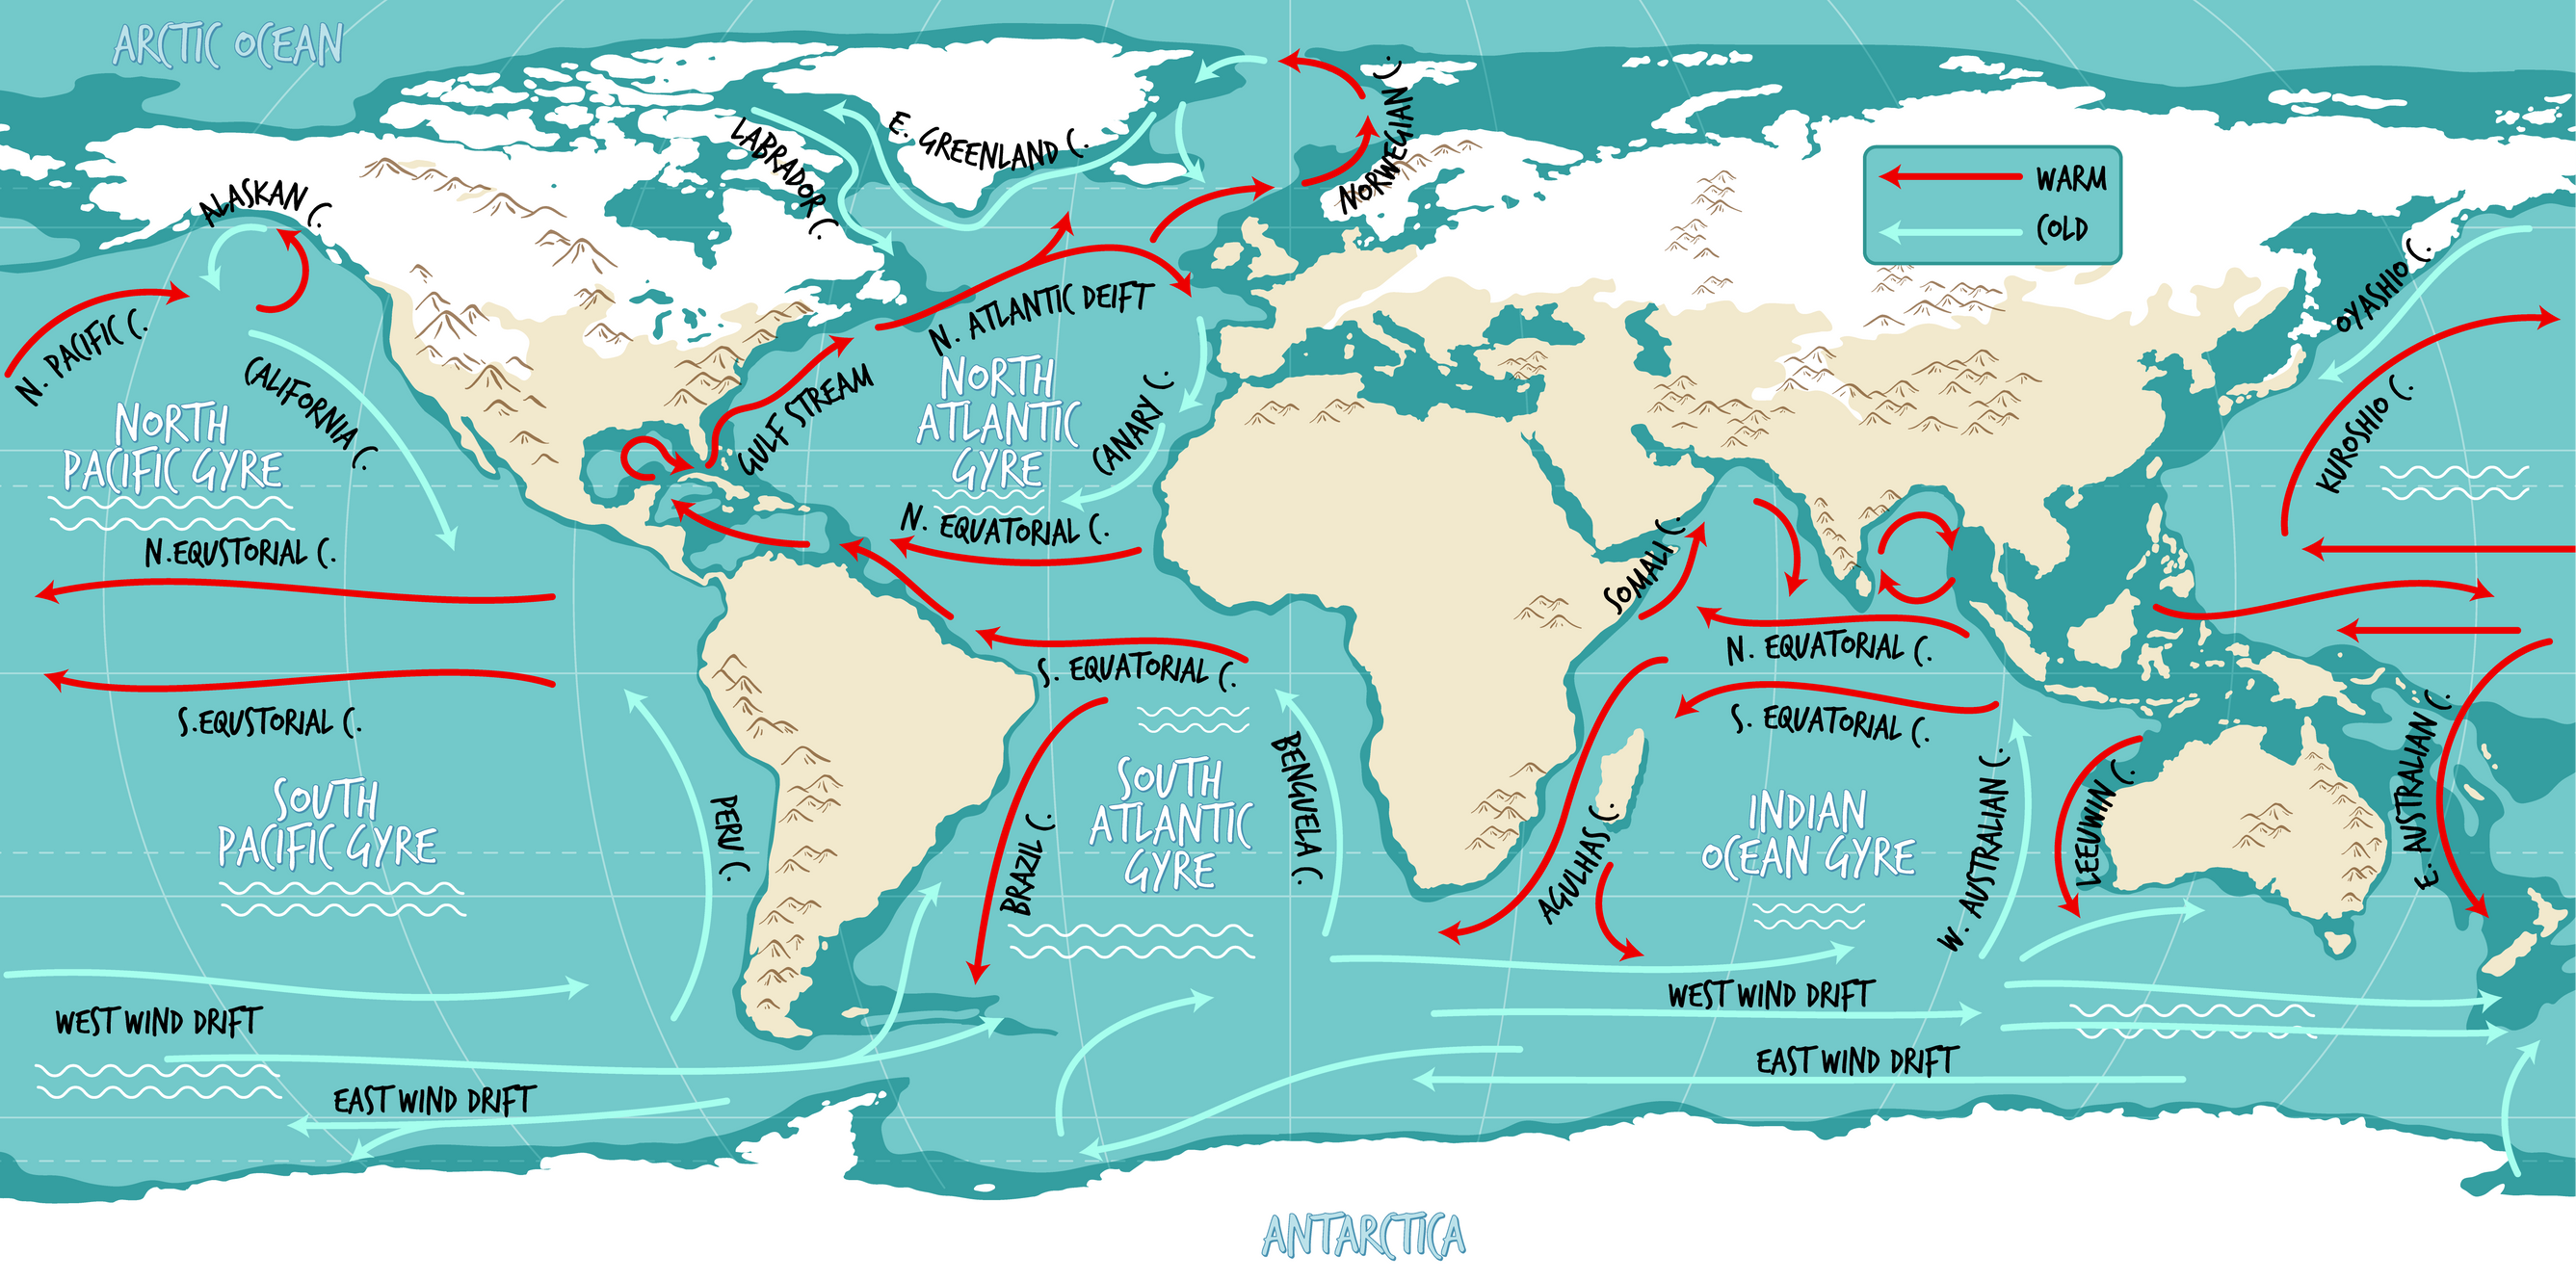 ARCTIC OCEAN
NORWEGIAN C.
E. GREENLAND C.
LABRADOR C.
ALASKAN C.
WARM
COLD
N. PACIFIC C.
CALIFORNIA C.
N. ATLANTIC DEIFT
OYASHIO C.
KUROSHIO C.
GULF STREAM
CANARY C.
NORTH
PACIFIC GYRE
NORTH
ATLANTIC
GYRE
N.EQUSTORIAL C.
N. EQUATORIAL C.
SOMALI C.
N. EQUATORIAL C.
S.EQUSTORIAL C.
S. EQUATORIAL C.
S. EQUATORIAL C.
SOUTH
PACIFIC GYRE
PERU C.
BRAZIL C.
SOUTH
ATLANTIC
GYRE
BENGUELA C.
AGULHAS C.
INDIAN
OCEAN GYRE
W. AUSTRALIAN C.
LEEUWIN C.
E. AUSTRALIAN C.
WEST WIND DRIFT
WEST WIND DRIFT
EAST WIND DRIFT
EAST WIND DRIFT
ANTARCTICA